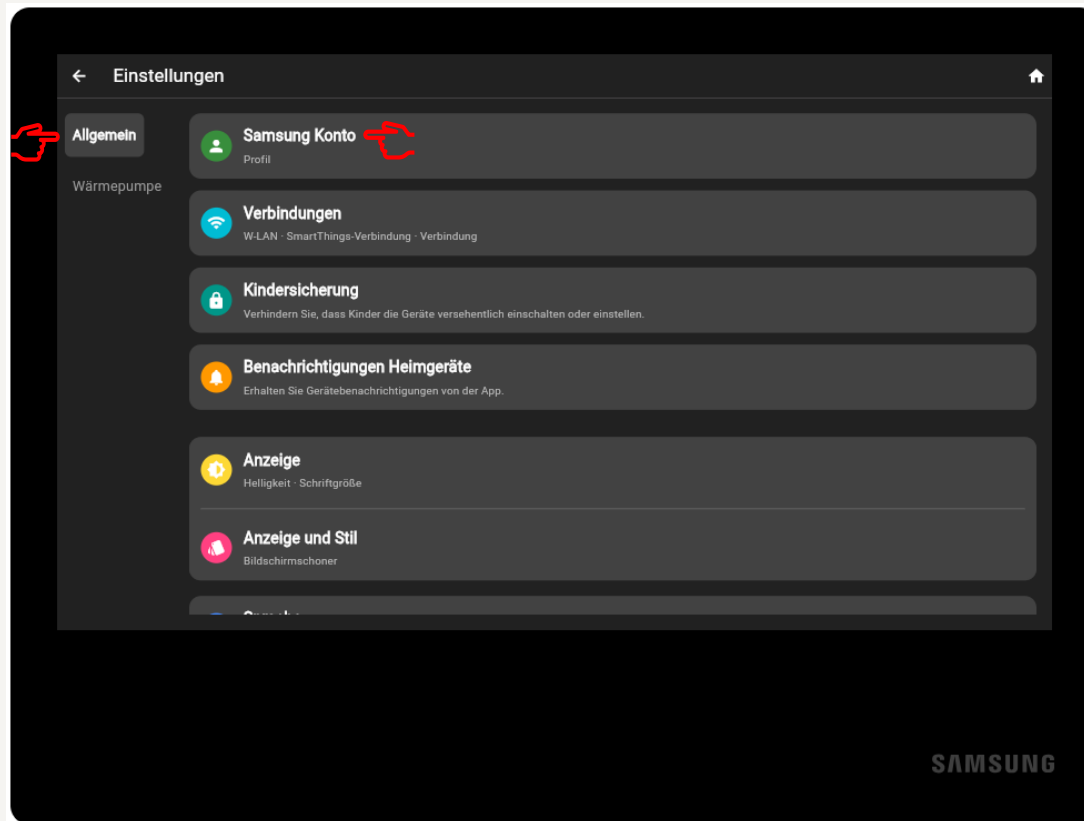 Einstellungen
Allgemein
Wärmepumpe
Samsung Konto
Profil
Verbindungen
W-LAN · SmartThings-Verbindung · Verbindung
Kindersicherung
Verhindern Sie, dass Kinder die Geräte versehentlich einschalten oder einstellen.
Benachrichtigungen Heimgeräte
Erhalten Sie Gerätebenachrichtigungen von der App.
Anzeige
Helligkeit · Schriftgröße
Anzeige und Stil
Bildschirmschoner
SAMSUNG